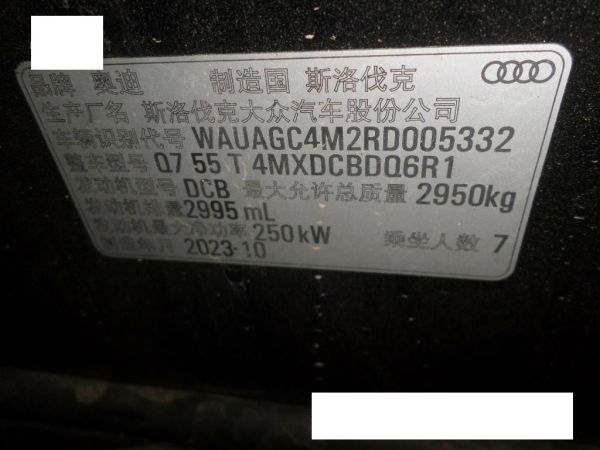 品牌 奥迪 制造国 斯洛伐克
生产厂名 斯洛伐克大众汽车股份公司
车辆识别代号 WAUAGC4M2RD005332
整车型号 Q7 55 T 4MXDCBDQ6R1
发动机型号 DCB 最大允许总质量 2950kg
发动机排量 2995 mL
发动机最大净功率 250 kW 乘坐人数 7
制造年月 2023-10